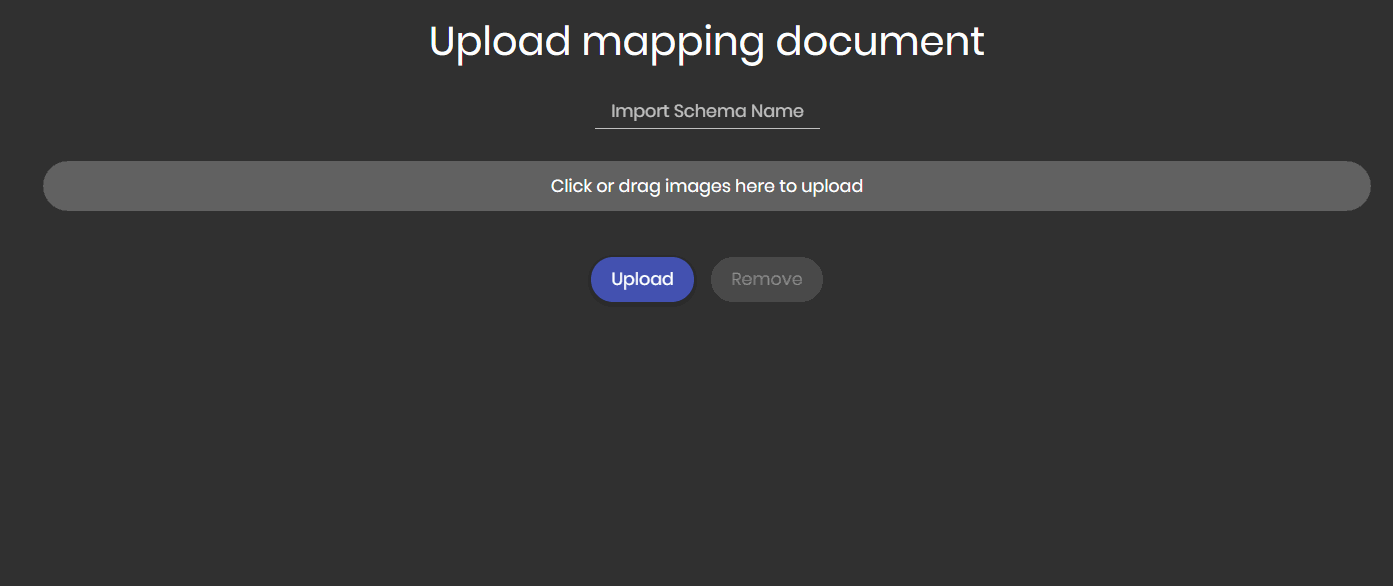 Upload mapping document
Import Schema Name
Click or drag images here to upload
Upload Remove